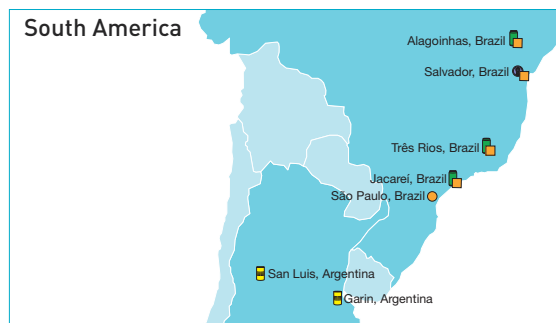 South America
Alagoinhas, Brazil
Salvador, Brazil
Três Rios, Brazil
Jacareí, Brazil
São Paulo, Brazil
San Luis, Argentina
Garin, Argentina